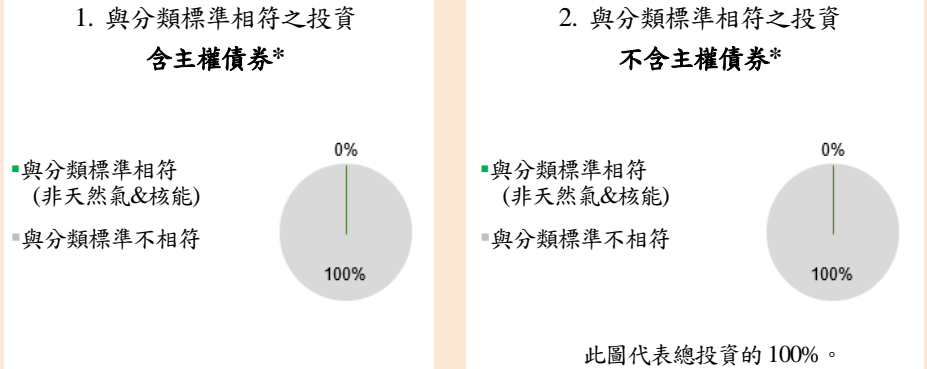 1. 與分類標準相符之投資
含主權債券*
與分類標準相符
(非天然氣&核能)
與分類標準不相符
0%
100%
2. 與分類標準相符之投資
不含主權債券*
與分類標準相符
(非天然氣&核能)
與分類標準不相符
0%
100%
此圖代表總投資的 100%。